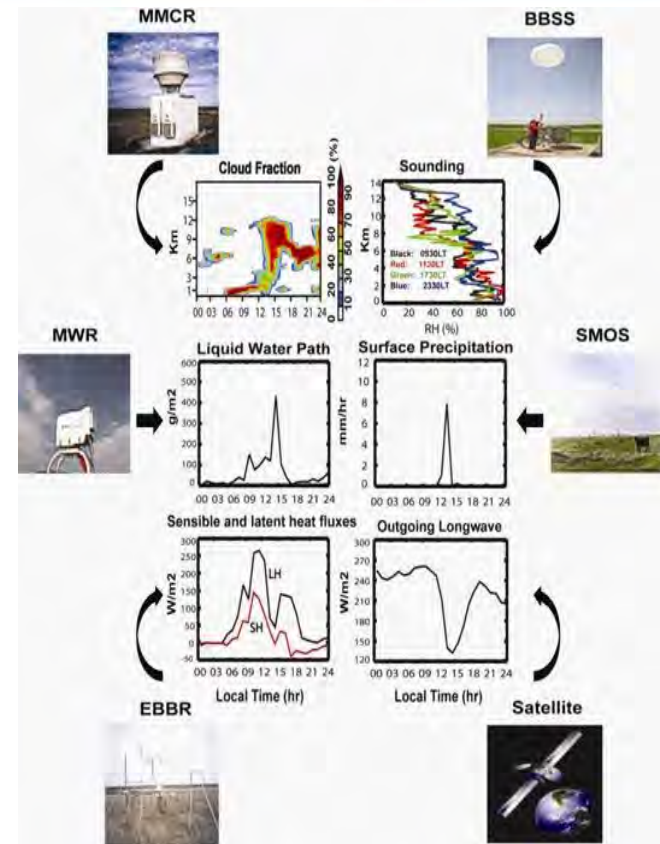 MMCR
BBSS
Cloud Fraction
Sounding
Km
15
12
9
6
3
1
00 03 06 09 12 15 18 21 24
0 10 20 30 40 50 60 70 80 90 100 (%)
Km
14
12
10
8
6
4
2
0
Black: 0530LT
Red: 1130LT
Green: 1730LT
Blue: 2330LT
0 20 40 60 80 100
RH (%)
MWR
SMOS
Liquid Water Path
Surface Precipitation
g/m2
600
500
400
300
200
100
0
00 03 06 09 12 15 18 21 24
mm/hr
12
10
8
6
4
2
0
00 03 06 09 12 15 18 21 24
Sensible and latent heat fluxes
Outgoing Longwave
W/m2
300
250
200
150
100
50
0
-50
LH
SH
00 03 06 09 12 15 18 21 24
Local Time (hr)
W/m2
300
270
240
210
180
150
120
00 03 06 09 12 15 18 21 24
Local Time (hr)
EBBR
Satellite